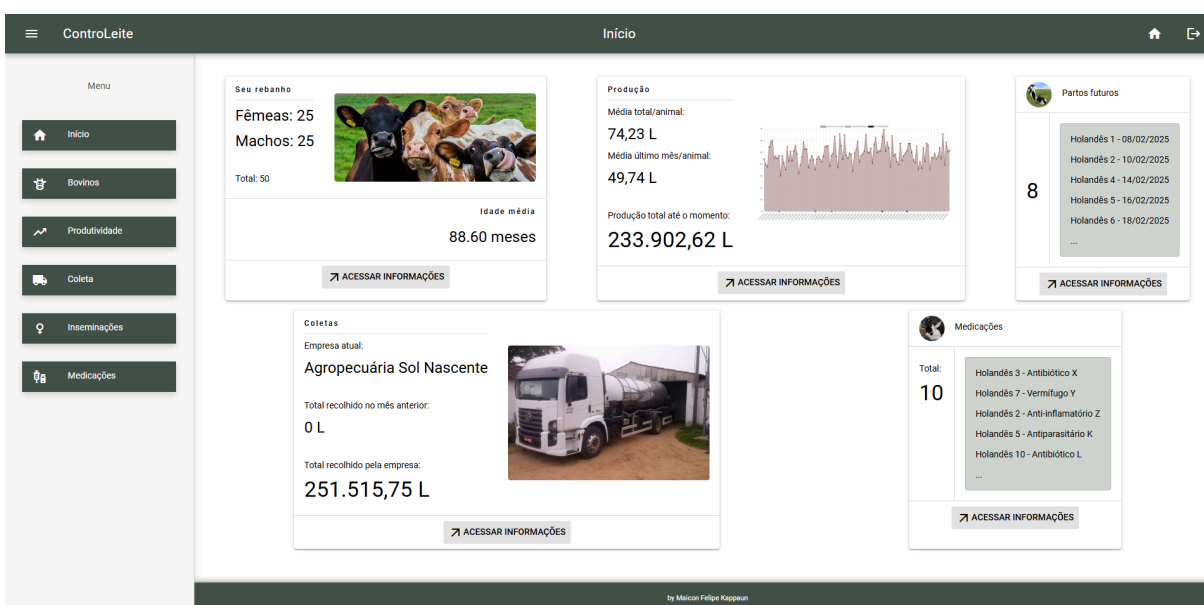 ControLeite
Início
Menu
Início
Bovinos
Produtividade
Coleta
Inseminações
Medicações
Seu rebanho
Fêmeas: 25
Machos: 25
Total: 50
Idade média
88.60 meses
ACESSAR INFORMAÇÕES
Produção
Média total/animal:
74,23 L
Média último mês/animal:
49,74 L
Produção total até o momento:
233.902,62 L
ACESSAR INFORMAÇÕES
Partos futuros
8
Holandês 1 - 08/02/2025
Holandês 2 - 10/02/2025
Holandês 4 - 14/02/2025
Holandês 5 - 16/02/2025
Holandês 6 - 18/02/2025
...
ACESSAR INFORMAÇÕES
Coletas
Empresa atual:
Agropecuária Sol Nascente
Total recolhido no mês anterior:
0 L
Total recolhido pela empresa:
251.515,75 L
ACESSAR INFORMAÇÕES
Medicações
Total:
10
Holandês 3 - Antibiótico X
Holandês 7 - Vermífugo Y
Holandês 2 - Anti-inflamatório Z
Holandês 5 - Antiparasitário K
Holandês 10 - Antibiótico L
...
ACESSAR INFORMAÇÕES
by Maicon Felipe Kappaun